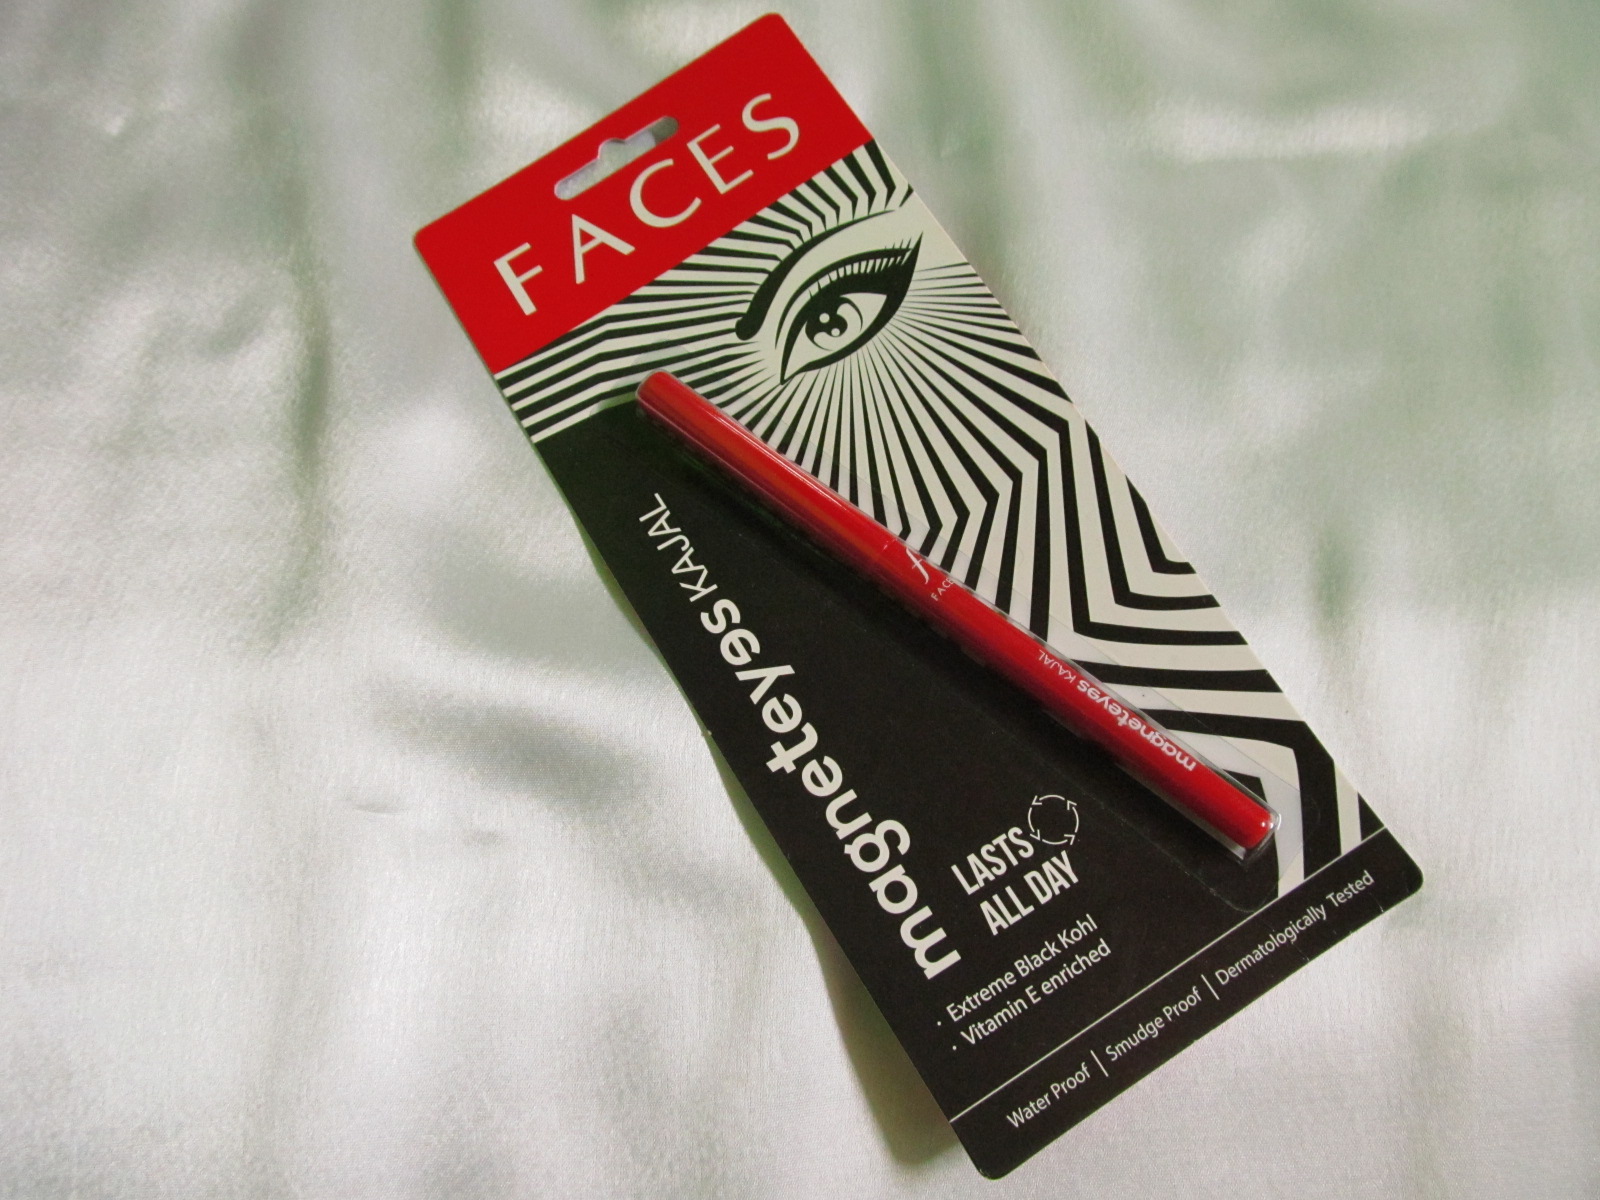 FACES
magneteyes KAJAL
FACE
magneteyes KAJAL
LASTS
ALL DAY
· Extreme Black Kohl
· Vitamin E enriched
Water Proof | Smudge Proof | Dermatologically Tested